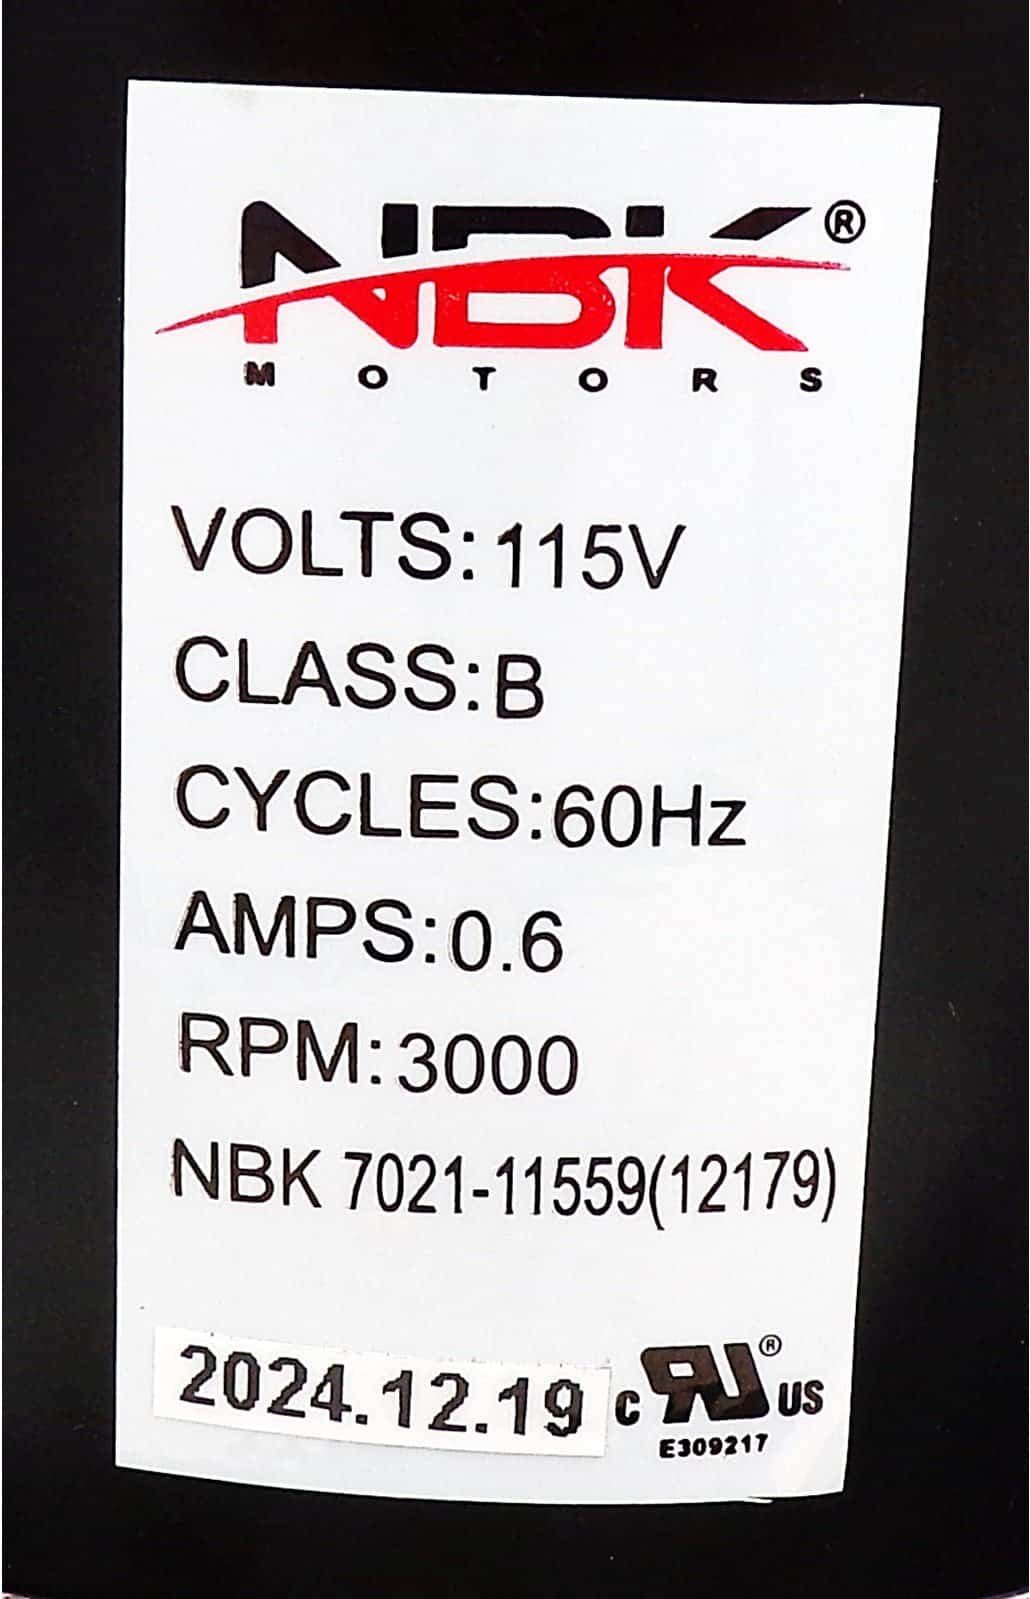 NBK®
MOTORS
VOLTS:115V
CLASS:B
CYCLES:60Hz
AMPS:0.6
RPM:3000
NBK 7021-11559(12179)
2024.12.19
c RU® US
E309217